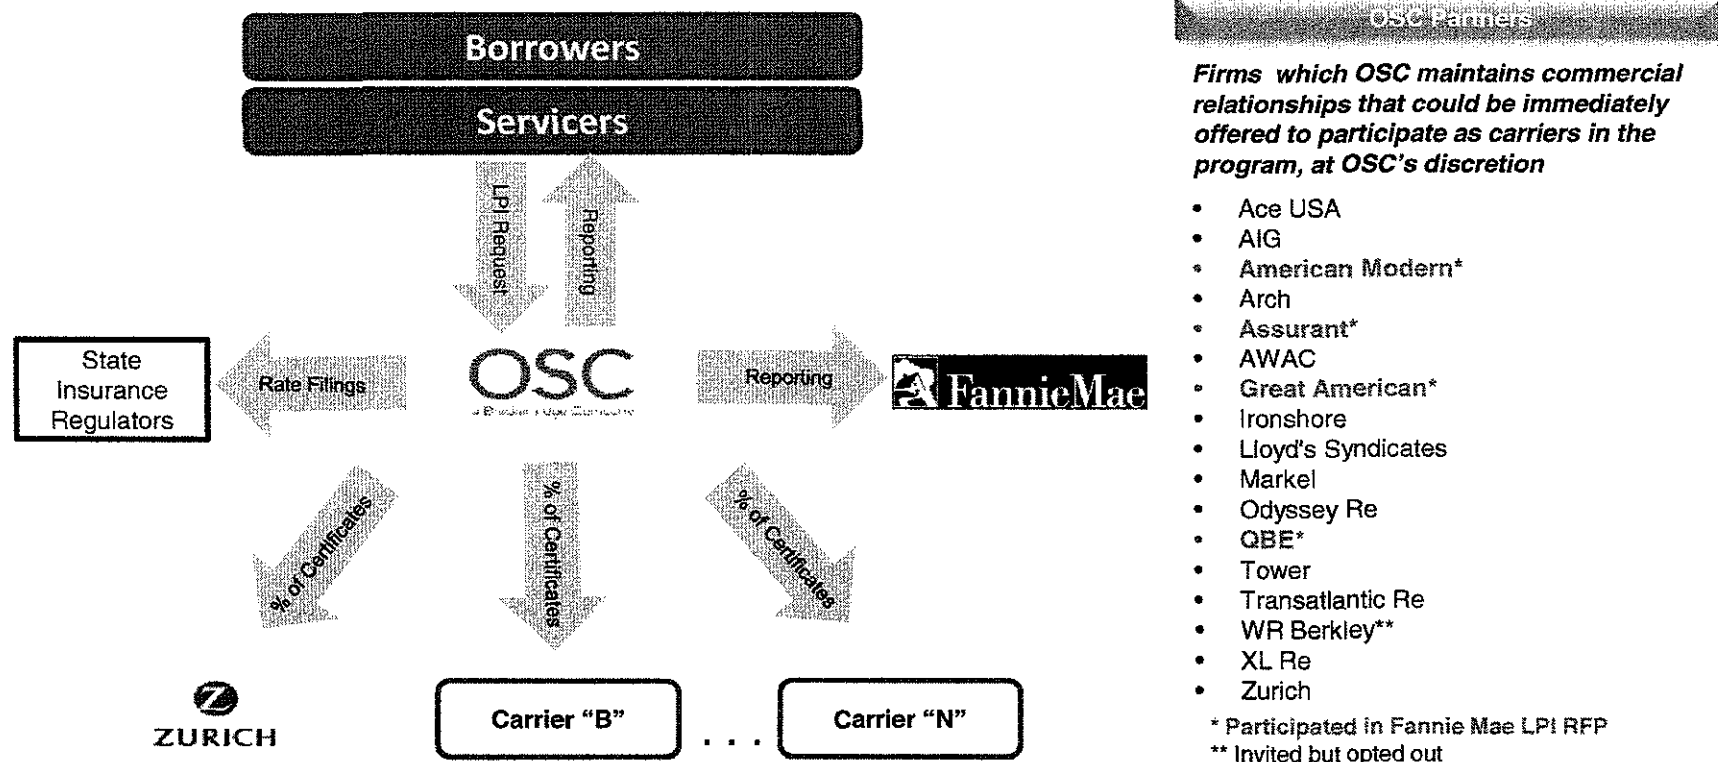 Borrowers
Servicers
LPI Request
Reporting
State
Insurance
Regulators
Rate Filings
OSC
Reporting
FannieMae
% of Certificates
% of Certificates
% of Certificates
Z
ZURICH
Carrier “B”
. . .
Carrier “N”
OSC Partners
Firms which OSC maintains commercial
relationships that could be immediately
offered to participate as carriers in the
program, at OSC's discretion
• Ace USA
• AIG
• American Modern*
• Arch
• Assurant*
• AWAC
• Great American*
• Ironshore
• Lloyd's Syndicates
• Markel
• Odyssey Re
• QBE*
• Tower
• Transatlantic Re
• WR Berkley**
• XL Re
• Zurich
* Participated in Fannie Mae LPI RFP
** Invited but opted out